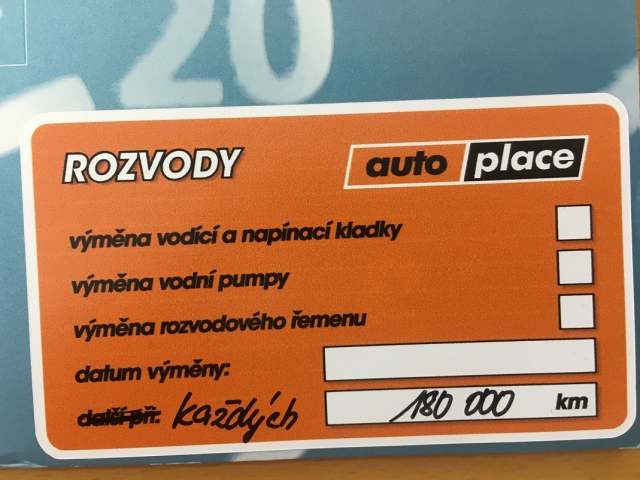 20
ROZVODY
auto place
výměna vodící a napínací kladky
výměna vodní pumpy
výměna rozvodového řemenu
datum výměny:
další při: každých 180 000 km